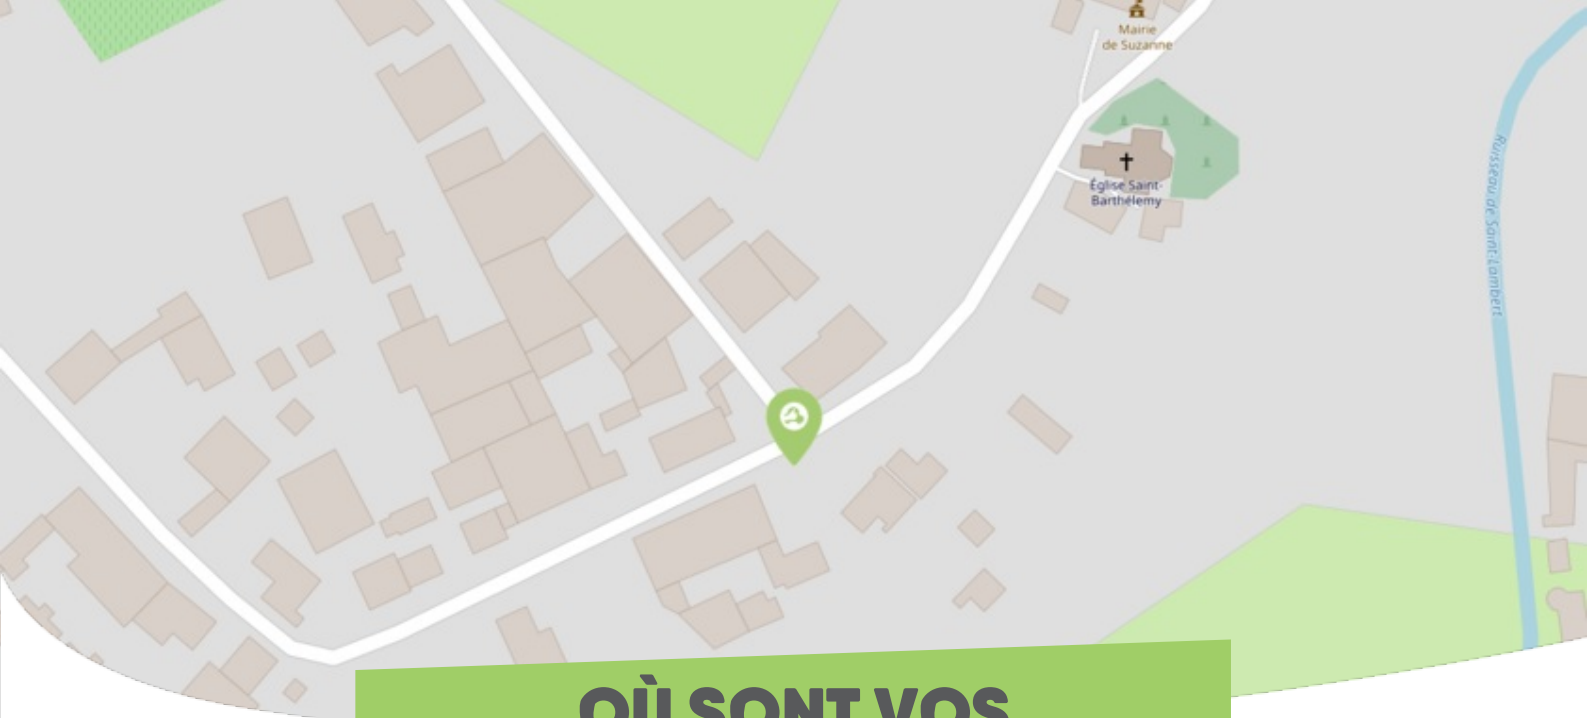 Mairie
de Suzanne
Église Saint-
Barthélemy
Ruisseau de Saint-Lambert
OÙ SONT VOS